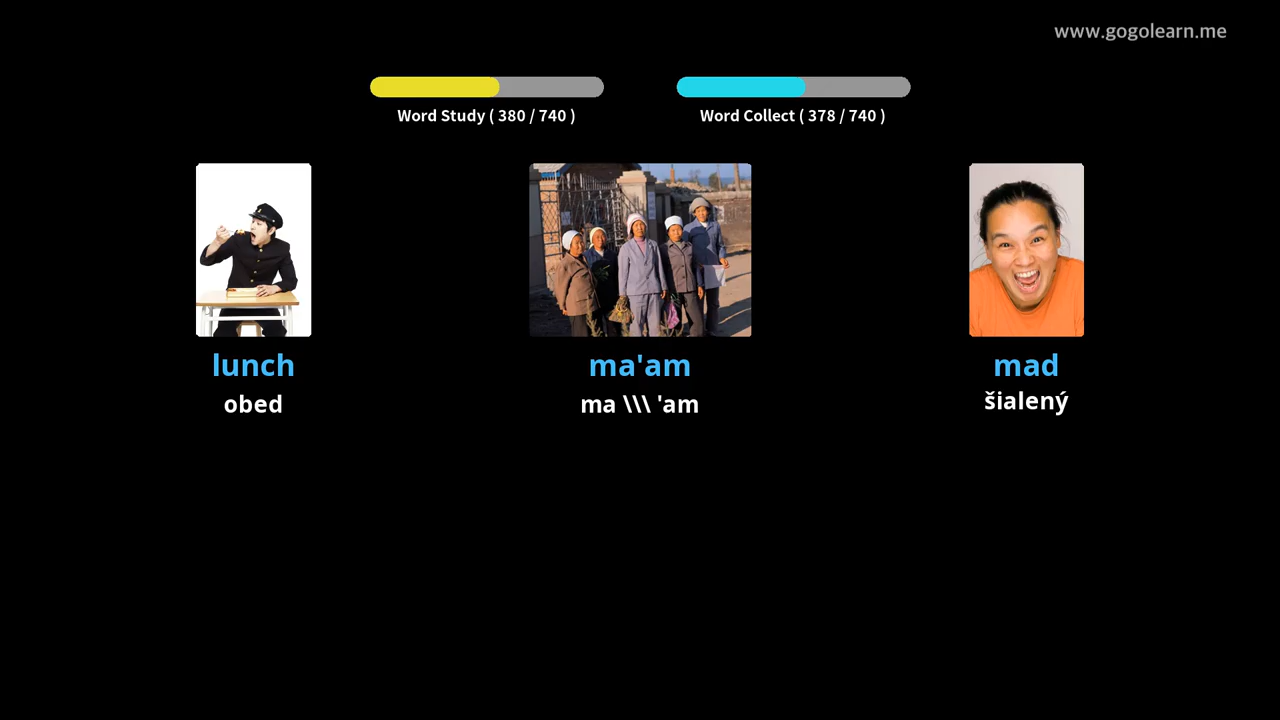 www.gogolearn.me
Word Study ( 380 / 740 )
Word Collect ( 378 / 740 )
lunch
obed
ma'am
ma \\\ 'am
mad
šialený